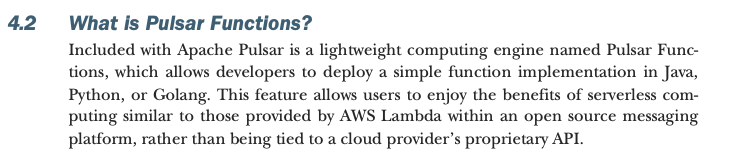 4.2 What is Pulsar Functions?
Included with Apache Pulsar is a lightweight computing engine named Pulsar Func-
tions, which allows developers to deploy a simple function implementation in Java,
Python, or Golang. This feature allows users to enjoy the benefits of serverless com-
puting similar to those provided by AWS Lambda within an open source messaging
platform, rather than being tied to a cloud provider's proprietary API.